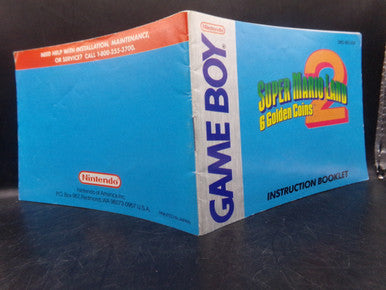 NEED HELP WITH INSTALLATION, MAINTENANCE,
OR SERVICE? CALL 1-800-255-3700.
Nintendo
Nintendo of America Inc.
P.O. Box 957, Redmond, WA 98073-0957 U.S.A.
PRINTED IN JAPAN
Nintendo
GAME BOY
SUPER MARIO LAND 2
6 Golden Coins
INSTRUCTION BOOKLET